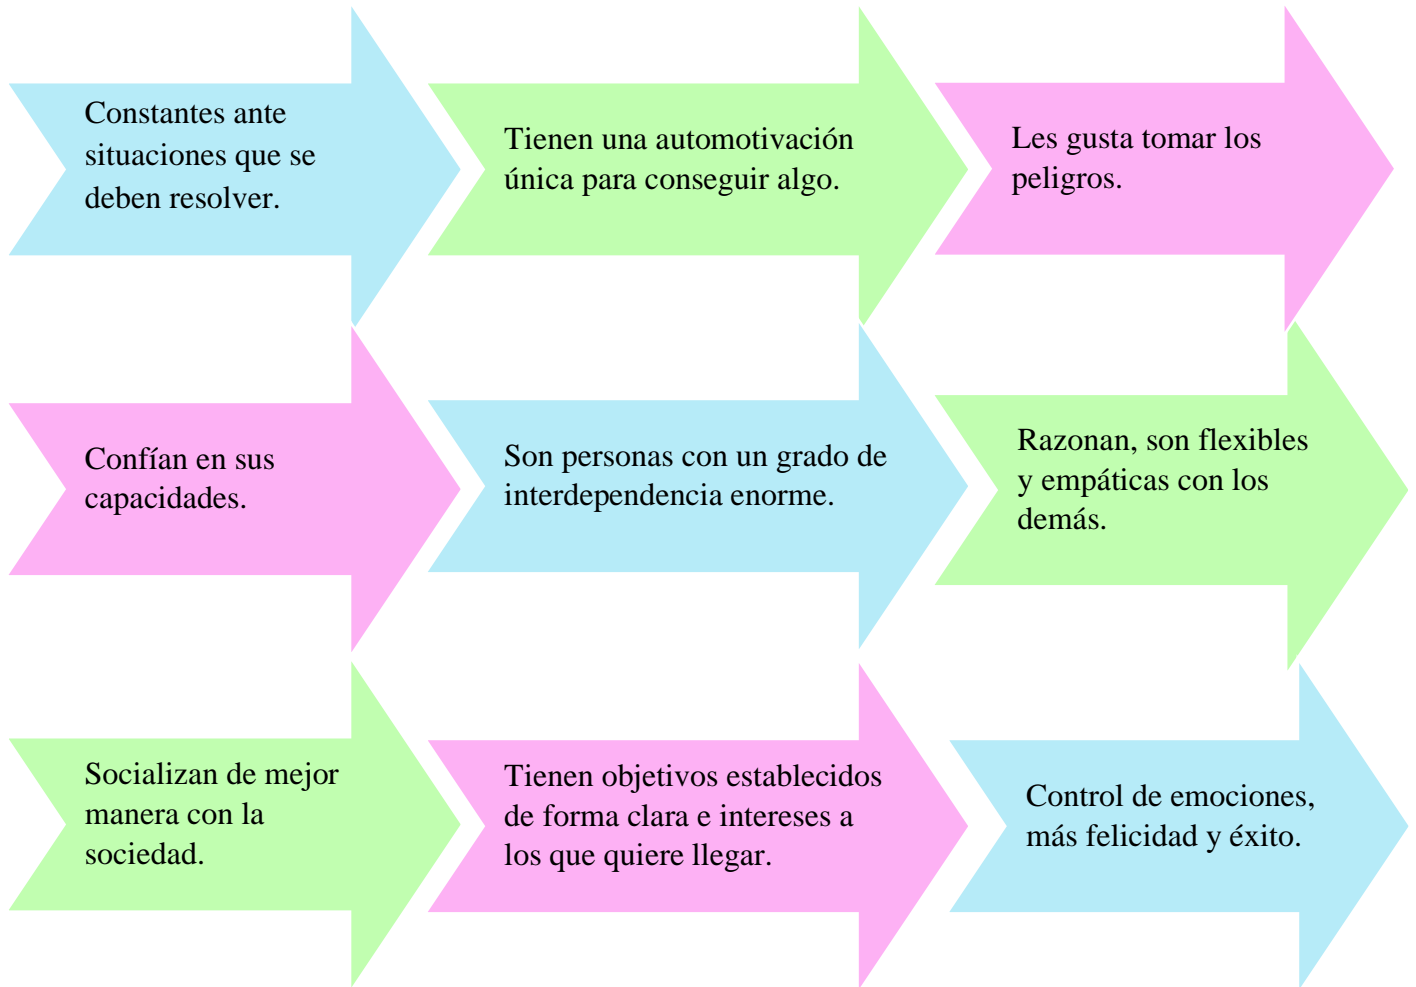 Constantes ante
situaciones que se
deben resolver.
Tienen una automotivación
única para conseguir algo.
Les gusta tomar los
peligros.
Confían en sus
capacidades.
Son personas con un grado de
interdependencia enorme.
Razonan, son flexibles
y empáticas con los
demás.
Socializan de mejor
manera con la
sociedad.
Tienen objetivos establecidos
de forma clara e intereses a
los que quiere llegar.
Control de emociones,
más felicidad y éxito.